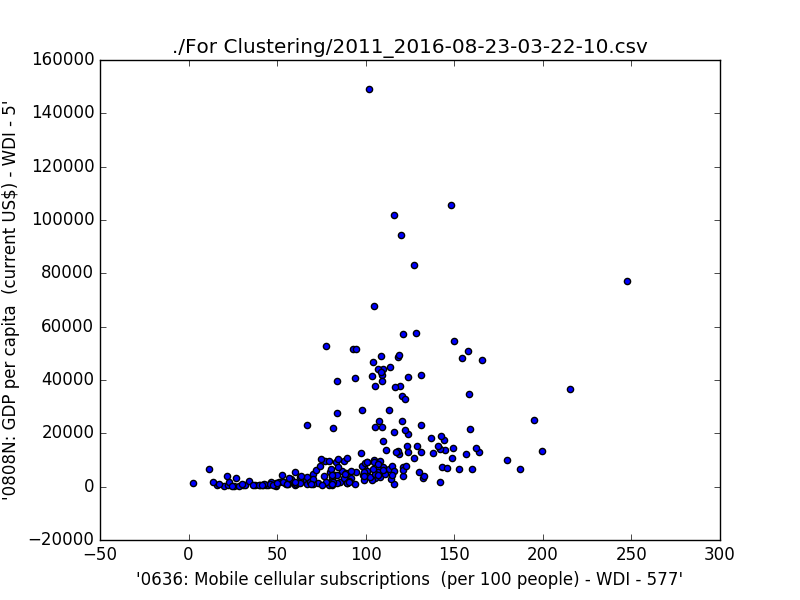 ./For Clustering/2011_2016-08-23-03-22-10.csv
'0808N: GDP per capita  (current US$) - WDI - 5'
160000
140000
120000
100000
80000
60000
40000
20000
0
−20000
−50 0 50 100 150 200 250 300
'0636: Mobile cellular subscriptions  (per 100 people) - WDI - 577'